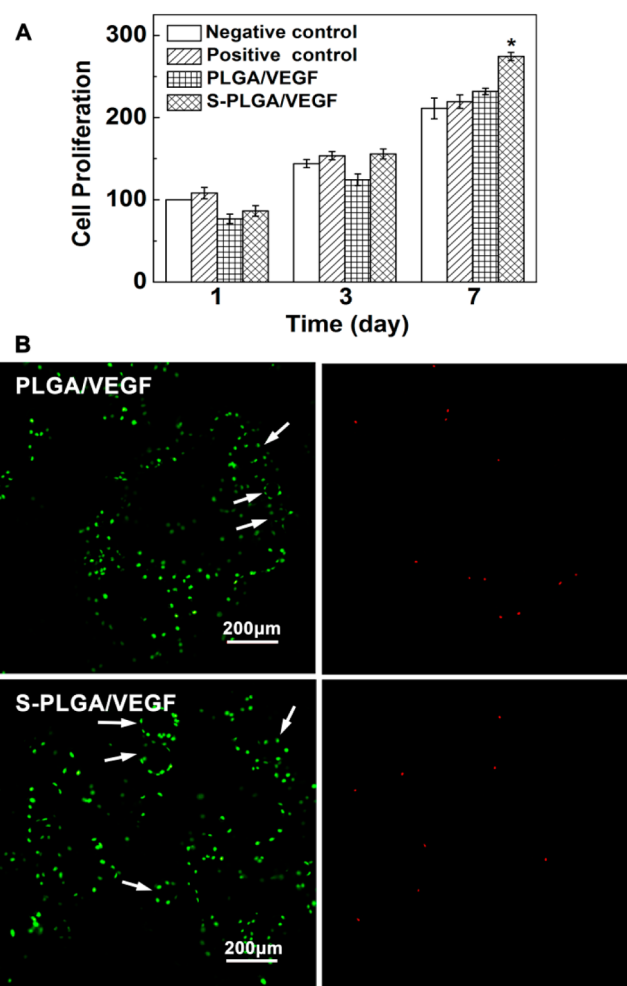 A
300
200
100
0
Cell Proliferation
Negative control
Positive control
PLGA/VEGF
S-PLGA/VEGF
*
1 3 7
Time (day)
B
PLGA/VEGF
200μm
S-PLGA/VEGF
200μm